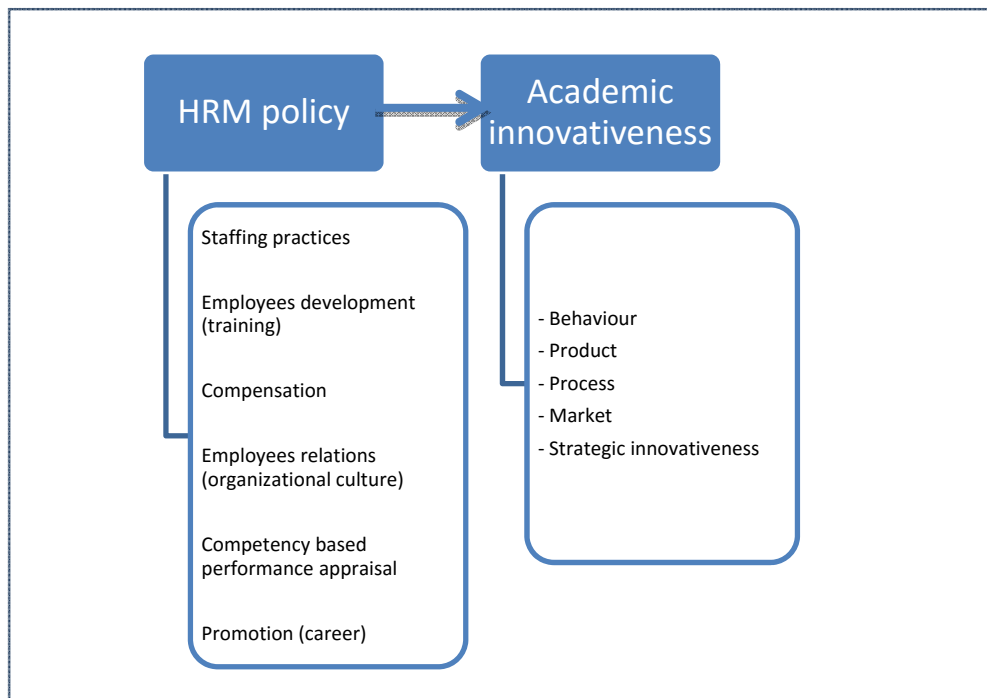 HRM policy
Academic
innovativeness
Staffing practices
Employees development
(training)
Compensation
Employees relations
(organizational culture)
Competency based
performance appraisal
Promotion (career)
- Behaviour
- Product
- Process
- Market
- Strategic innovativeness